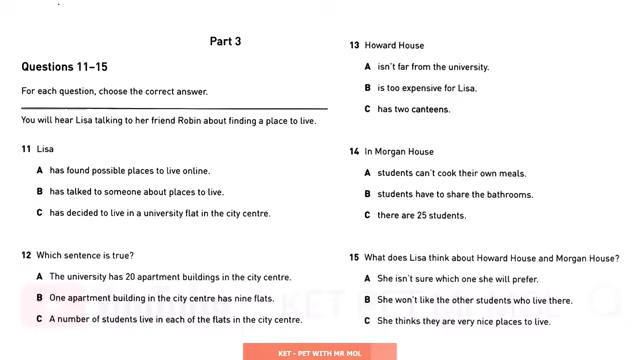 Part 3
Questions 11–15
For each question, choose the correct answer.
You will hear Lisa talking to her friend Robin about finding a place to live.
11 Lisa
A has found possible places to live online.
B has talked to someone about places to live.
C has decided to live in a university flat in the city centre.
12 Which sentence is true?
A The university has 20 apartment buildings in the city centre.
B One apartment building in the city centre has nine flats.
C A number of students live in each of the flats in the city centre.
13 Howard House
A isn't far from the university.
B is too expensive for Lisa.
C has two canteens.
14 In Morgan House
A students can't cook their own meals.
B students have to share the bathrooms.
C there are 25 students.
15 What does Lisa think about Howard House and Morgan House?
A She isn't sure which one she will prefer.
B She won't like the other students who live there.
C She thinks they are very nice places to live.
KET - PET WITH MR MOL